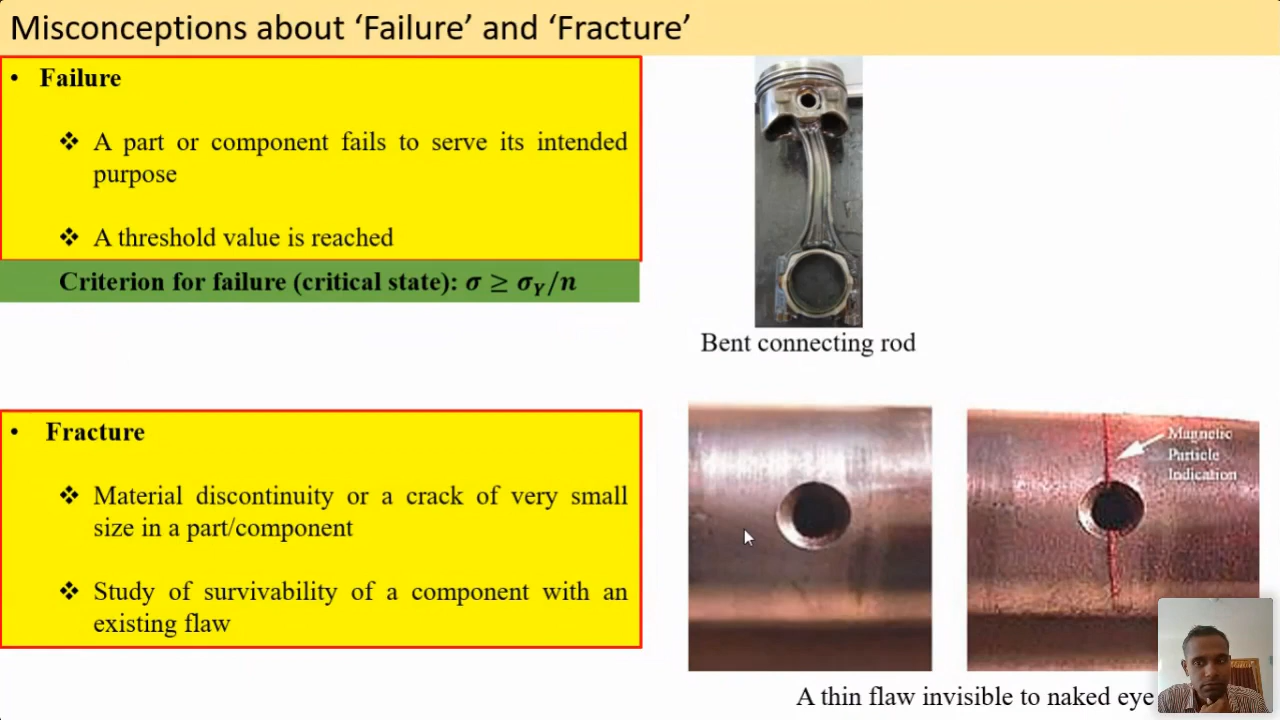 Misconceptions about ‘Failure’ and ‘Fracture’
• Failure
❖ A part or component fails to serve its intended
purpose
❖ A threshold value is reached
Criterion for failure (critical state): σ ≥ σ_Y/n
Bent connecting rod
• Fracture
❖ Material discontinuity or a crack of very small
size in a part/component
❖ Study of survivability of a component with an
existing flaw
Magnetic
Particle
Indication
A thin flaw invisible to naked eye